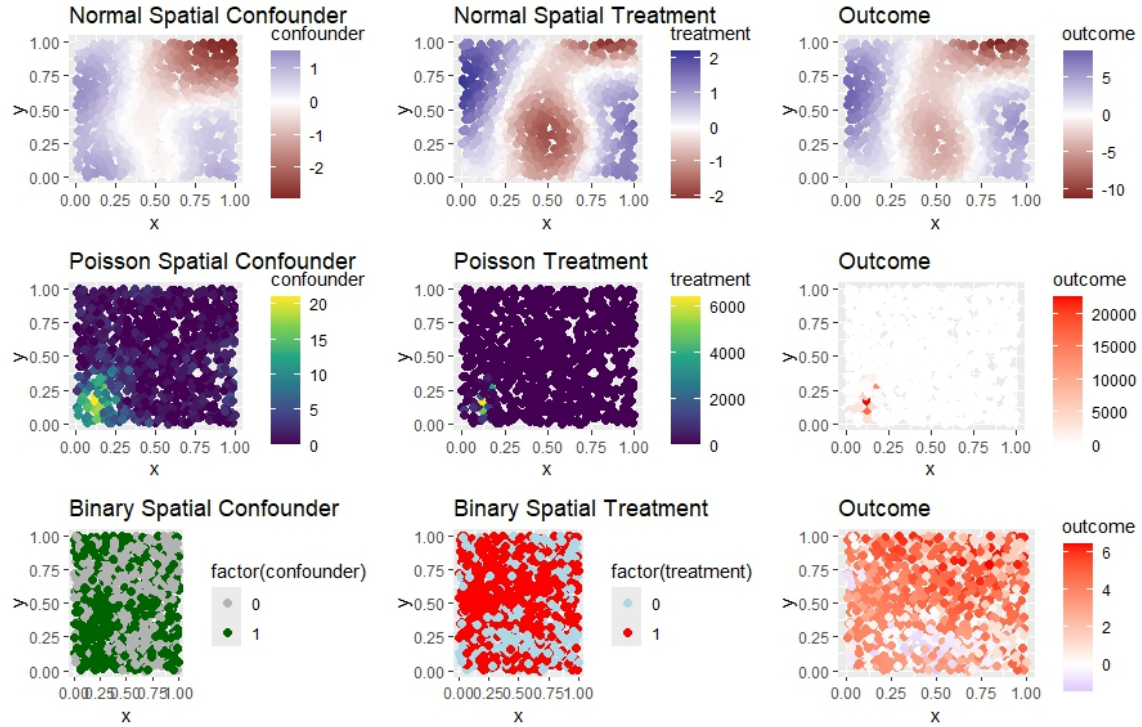 Normal Spatial Confounder
confounder
1
0
-1
-2
1.00
0.75
0.50
0.25
0.00
y
0.00 0.25 0.50 0.75 1.00
x
Normal Spatial Treatment
treatment
2
1
0
-1
-2
1.00
0.75
0.50
0.25
0.00
y
0.00 0.25 0.50 0.75 1.00
x
Outcome
outcome
5
0
-5
-10
1.00
0.75
0.50
0.25
0.00
y
0.00 0.25 0.50 0.75 1.00
x
Poisson Spatial Confounder
confounder
20
15
10
5
0
1.00
0.75
0.50
0.25
0.00
y
0.00 0.25 0.50 0.75 1.00
x
Poisson Treatment
treatment
6000
4000
2000
0
1.00
0.75
0.50
0.25
0.00
y
0.00 0.25 0.50 0.75 1.00
x
Outcome
outcome
20000
15000
10000
5000
0
1.00
0.75
0.50
0.25
0.00
y
0.00 0.25 0.50 0.75 1.00
x
Binary Spatial Confounder
factor(confounder)
0
1
1.00
0.75
0.50
0.25
0.00
y
0.00 0.25 0.50 0.75 1.00
x
Binary Spatial Treatment
factor(treatment)
0
1
1.00
0.75
0.50
0.25
0.00
y
0.00 0.25 0.50 0.75 1.00
x
Outcome
outcome
6
4
2
0
1.00
0.75
0.50
0.25
0.00
y
0.00 0.25 0.50 0.75 1.00
x